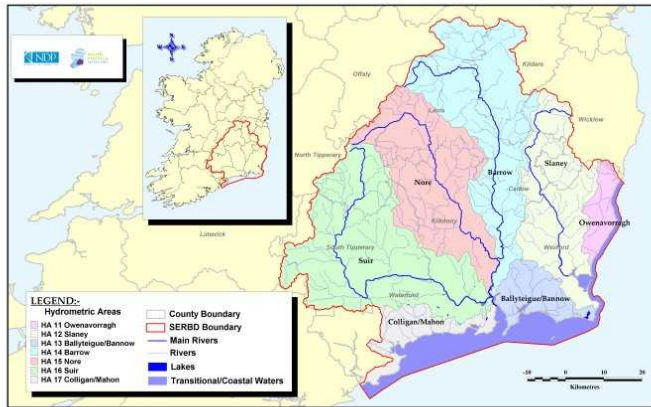 NDP
Offaly
Kildare
Laois
Wicklow
North Tipperary
Slaney
Nore
Barrow
Carlow
Owenavorragh
Kilkenny
Limerick
South Tipperary
Wexford
Suir
Waterford
Ballyteigue/Bannow
Colligan/Mahon
LEGEND:-
Hydrometric Areas
HA 11 Owenavorragh
HA 12 Slaney
HA 13 Ballyteigue/Bannow
HA 14 Barrow
HA 15 Nore
HA 16 Suir
HA 17 Colligan/Mahon
County Boundary
SERBD Boundary
Main Rivers
Rivers
Lakes
Transitional/Coastal Waters
20 10 0 20
Kilometres